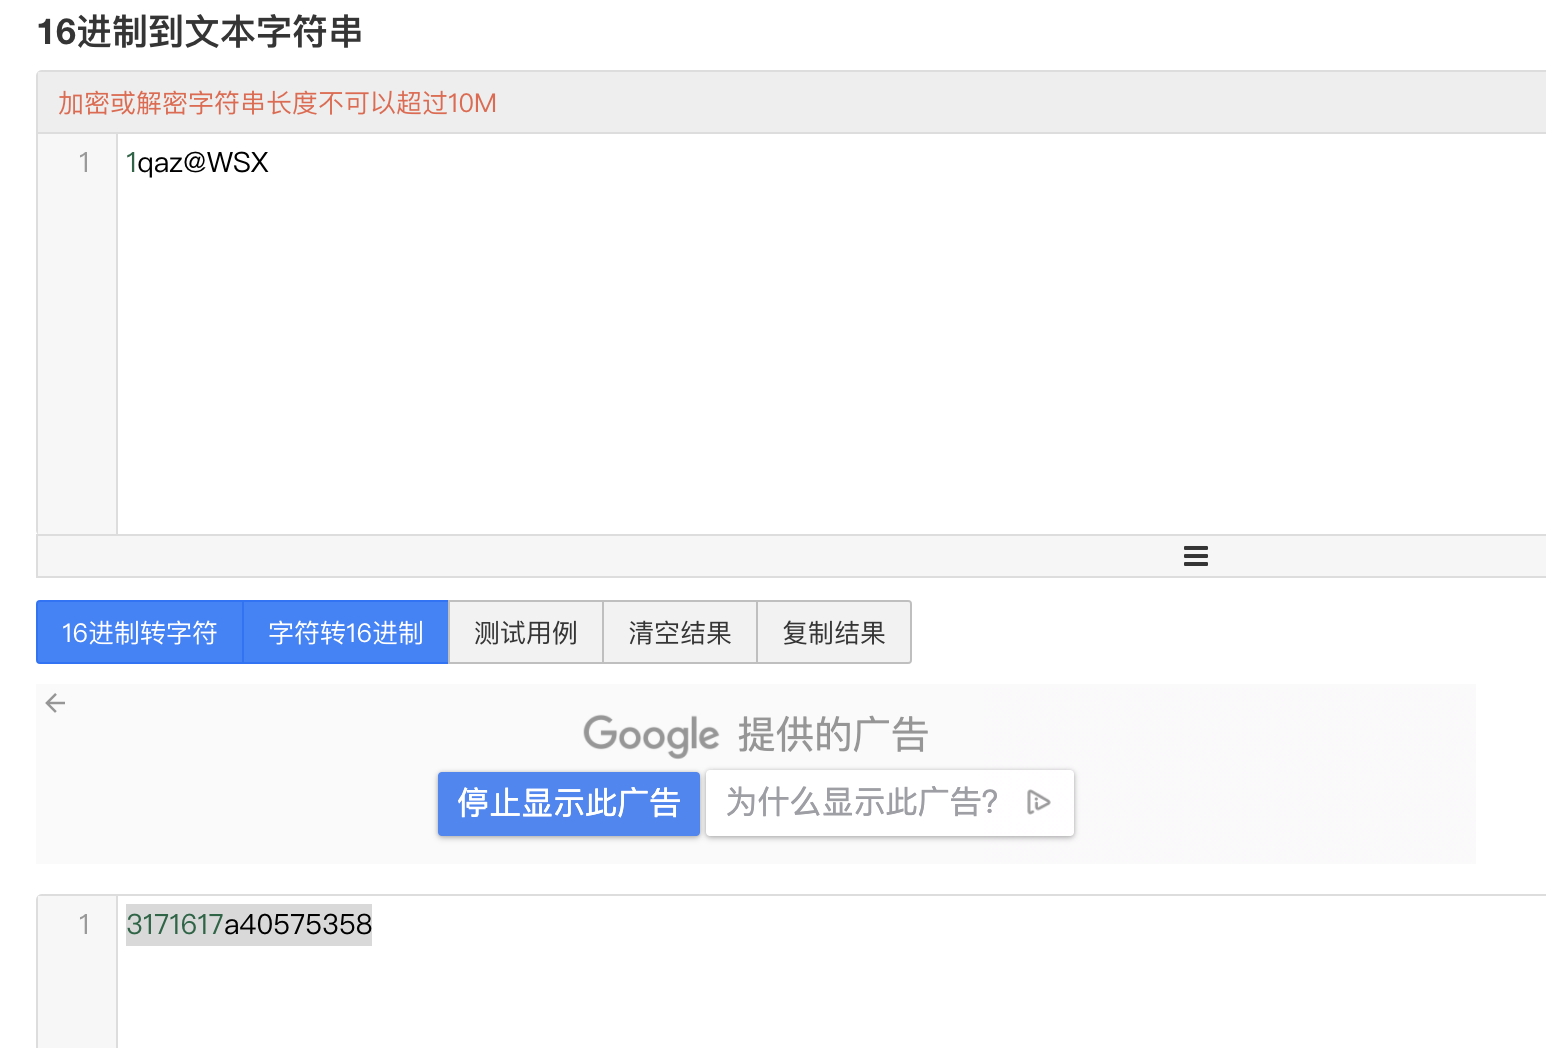 16进制到文本字符串
加密或解密字符串长度不可以超过10M
1 1qaz@WSX
16进制转字符 字符转16进制 测试用例 清空结果 复制结果
Google 提供的广告
停止显示此广告 为什么显示此广告?
1 3171617a40575358